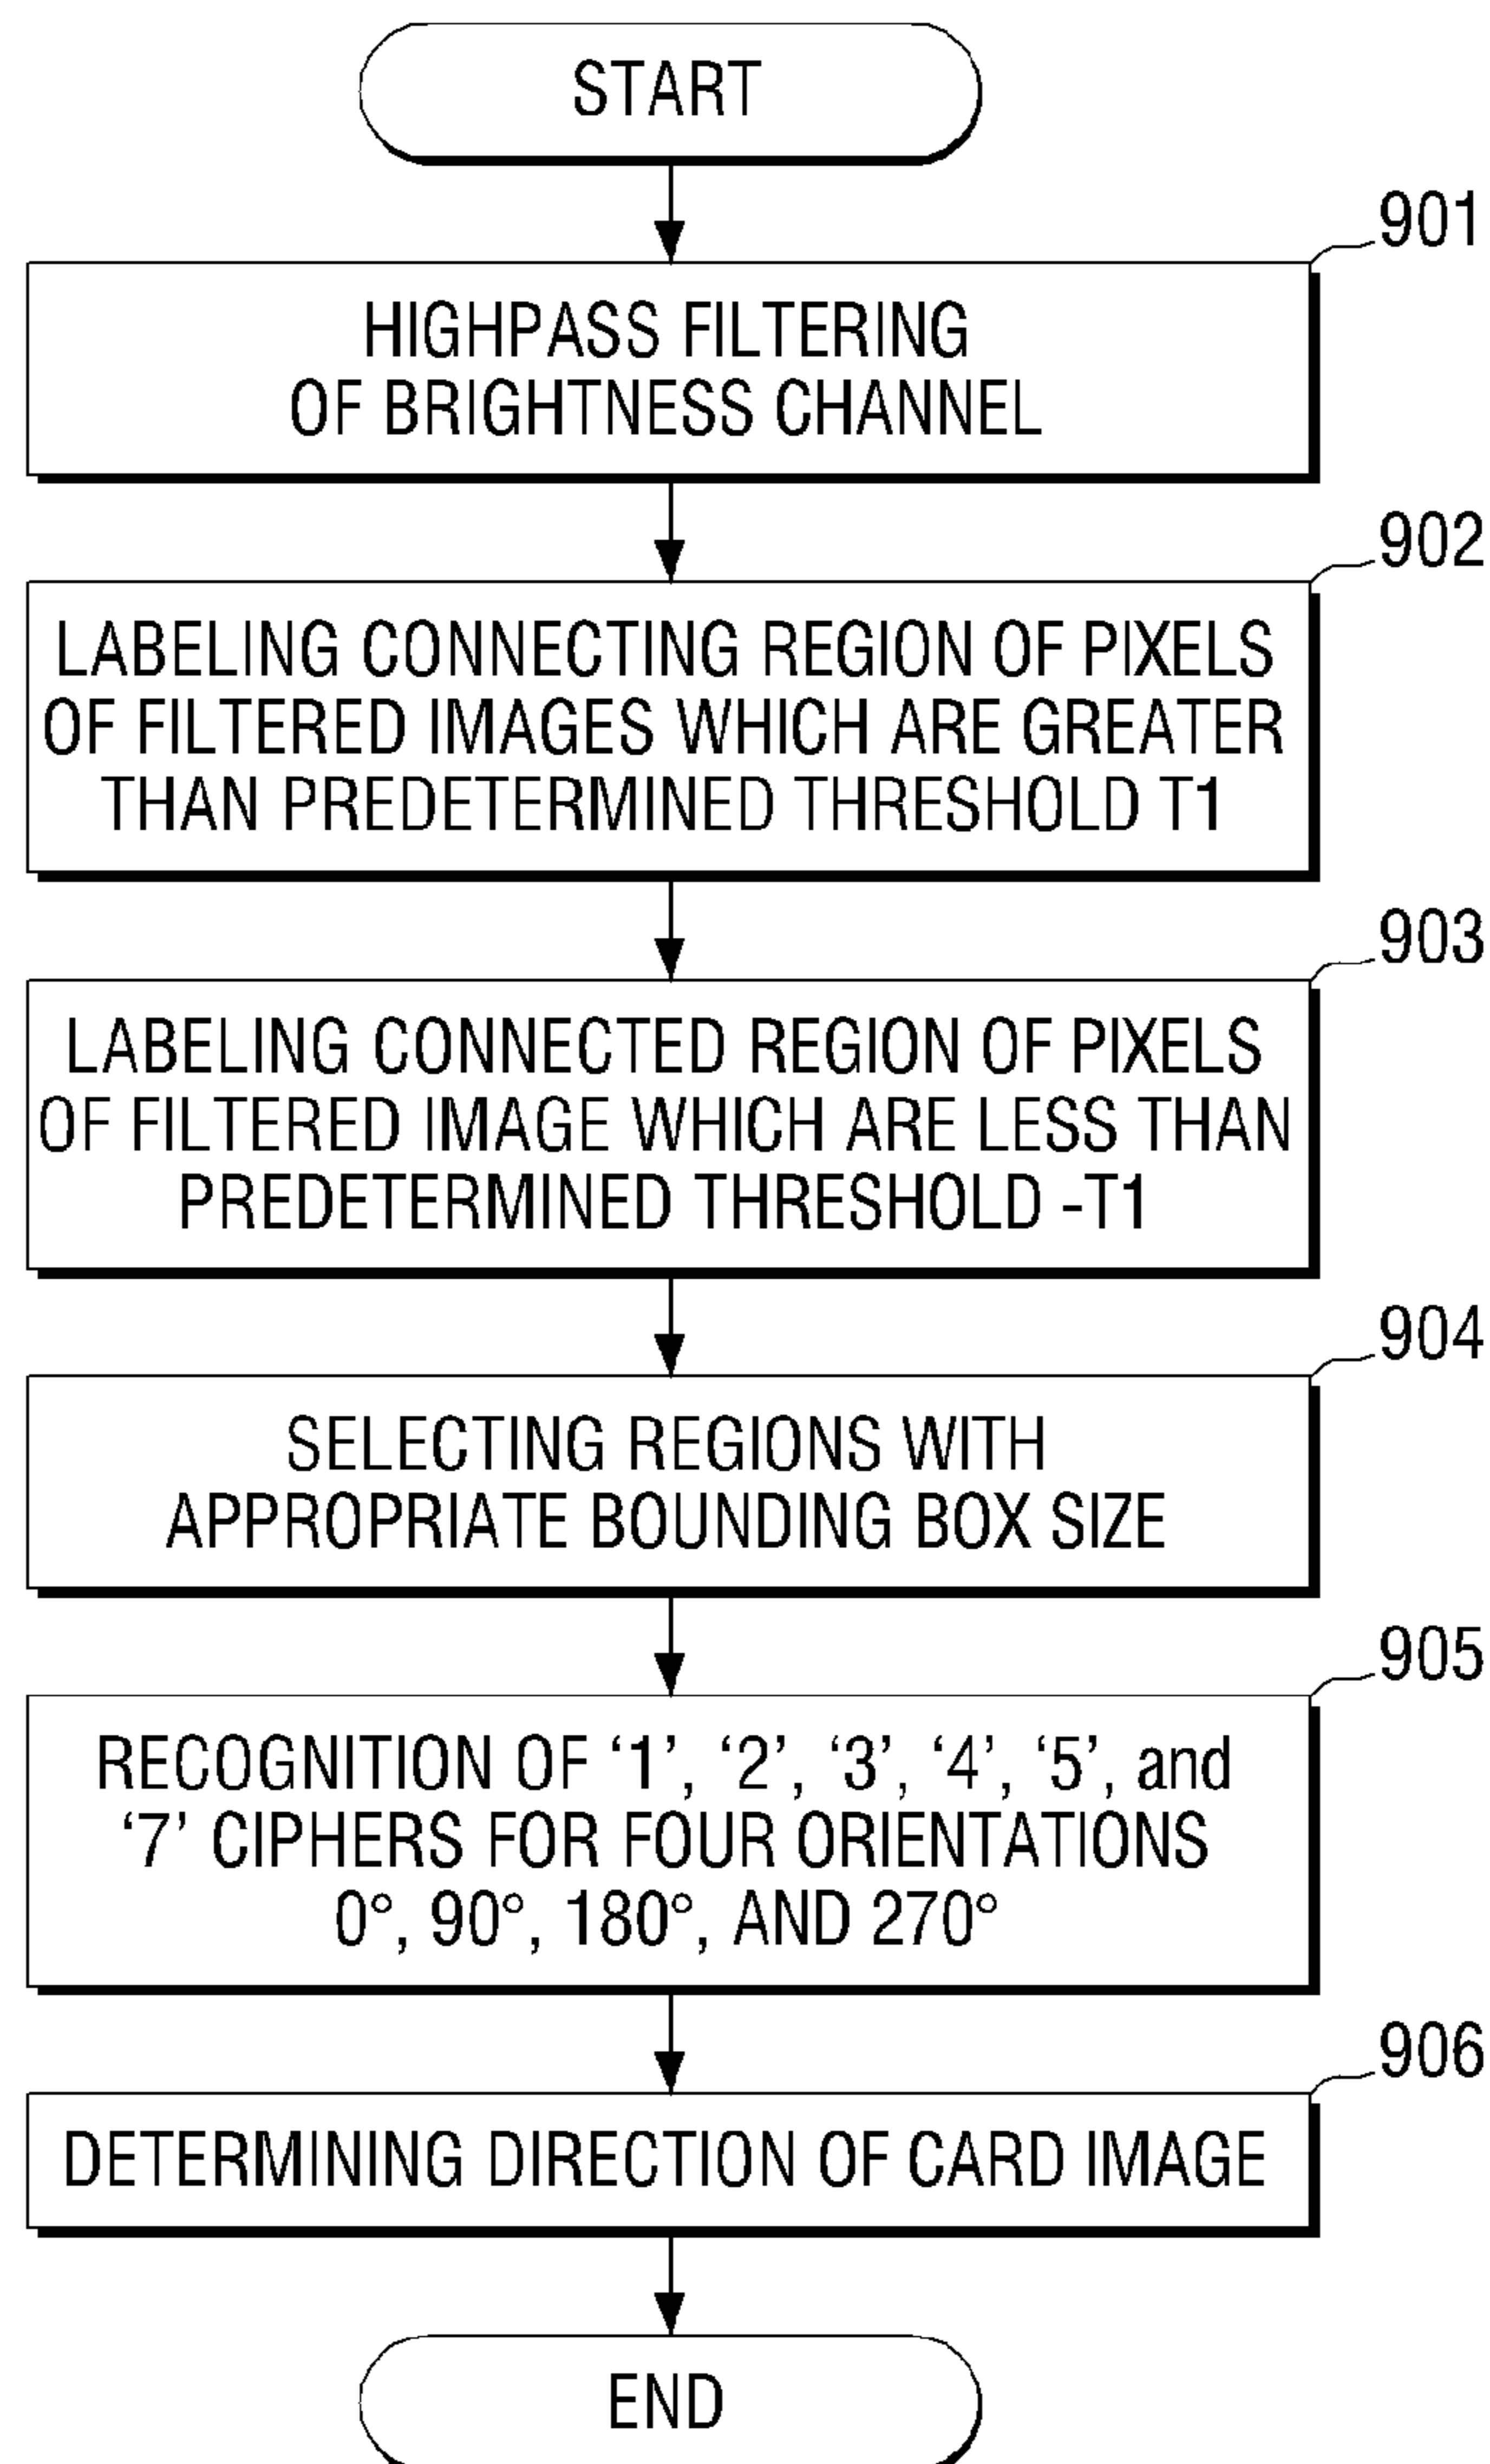 START
901
HIGHPASS FILTERING
OF BRIGHTNESS CHANNEL
902
LABELING CONNECTING REGION OF PIXELS
OF FILTERED IMAGES WHICH ARE GREATER
THAN PREDETERMINED THRESHOLD T1
903
LABELING CONNECTED REGION OF PIXELS
OF FILTERED IMAGE WHICH ARE LESS THAN
PREDETERMINED THRESHOLD -T1
904
SELECTING REGIONS WITH
APPROPRIATE BOUNDING BOX SIZE
905
RECOGNITION OF ‘1’, ‘2’, ‘3’, ‘4’, ‘5’, and
‘7’ CIPHERS FOR FOUR ORIENTATIONS
0°, 90°, 180°, AND 270°
906
DETERMINING DIRECTION OF CARD IMAGE
END